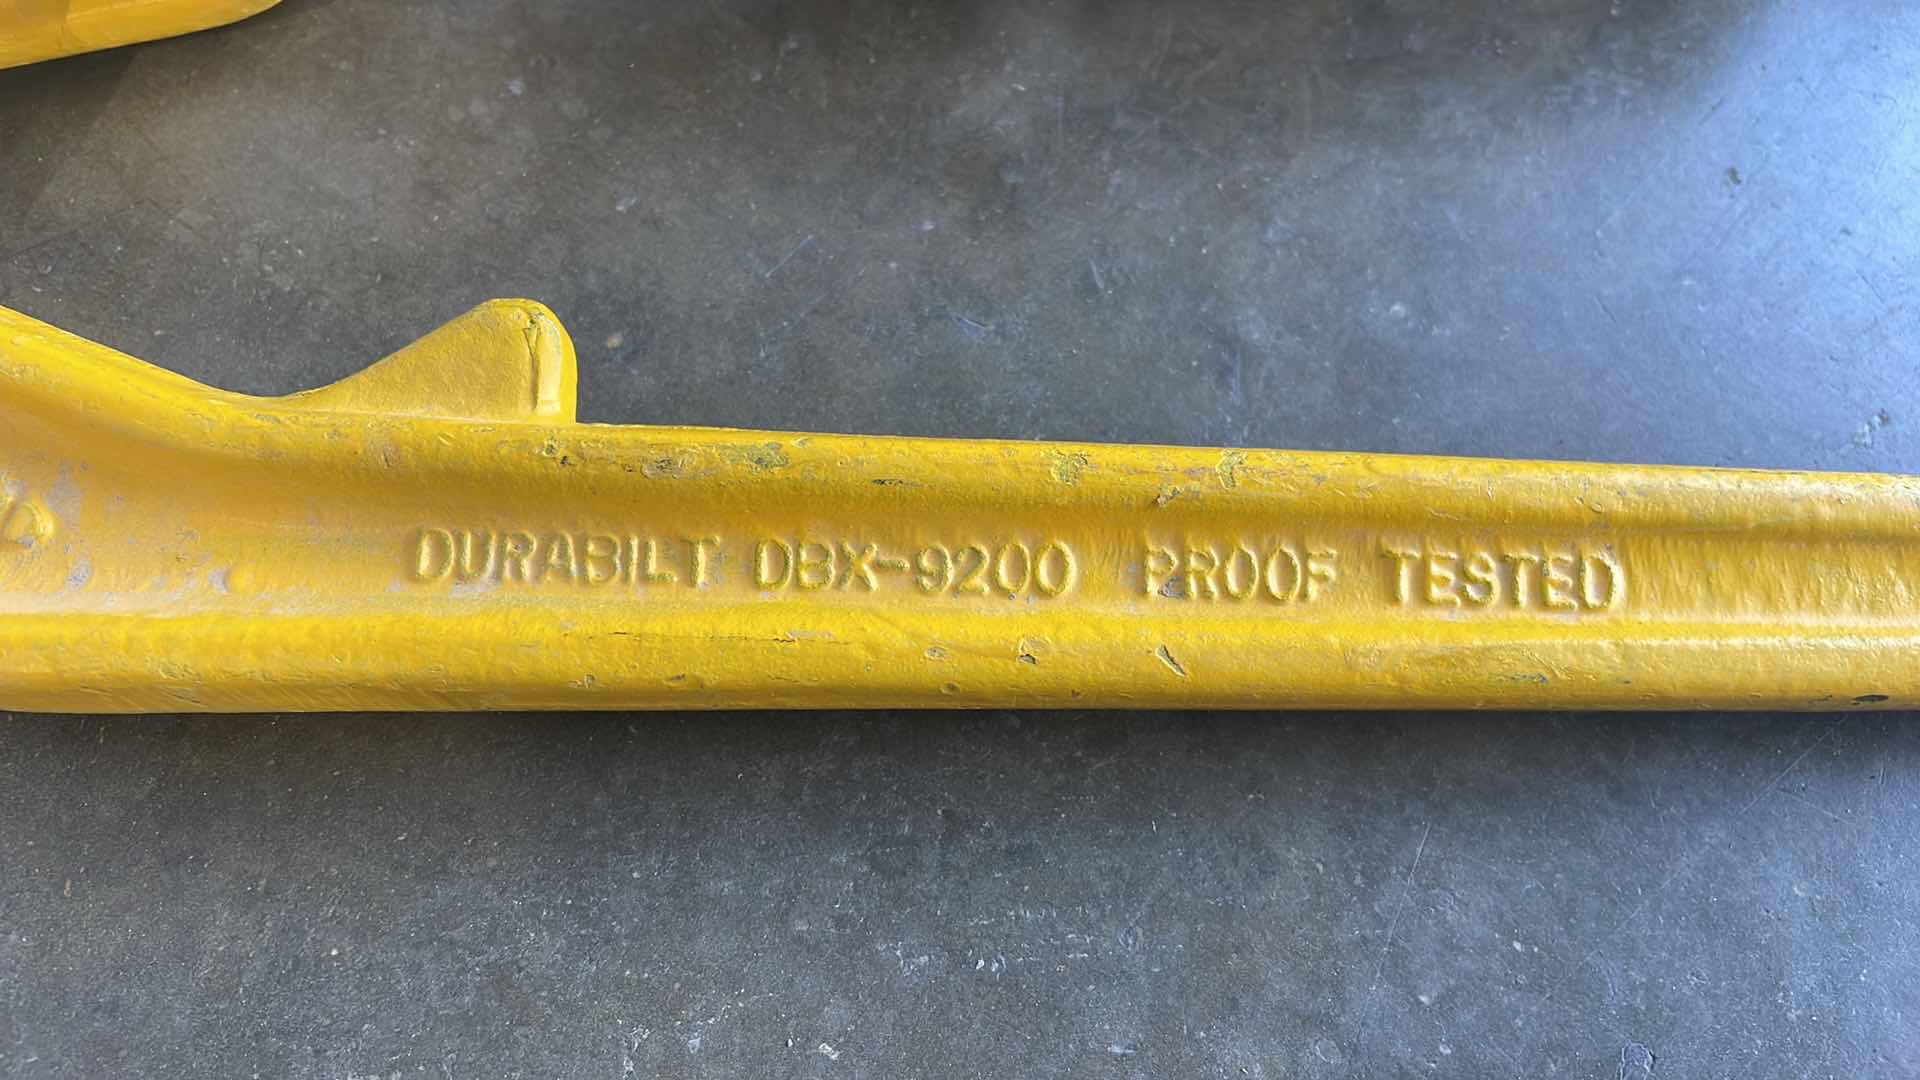 DURABILT DBX-9200 PROOF TESTED